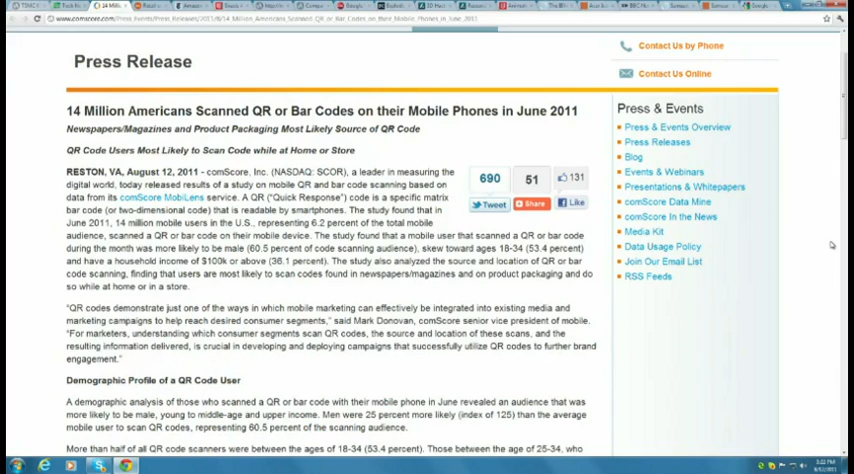 www.comscore.com/Press_Events/Press_Releases/2011/8/14_Million_Americans_Scanned_QR_or_Bar_Codes_on_their_Mobile_Phones_in_June_2011
Press Release
Contact Us by Phone
Contact Us Online
14 Million Americans Scanned QR or Bar Codes on their Mobile Phones in June 2011
Newspapers/Magazines and Product Packaging Most Likely Source of QR Code
QR Code Users Most Likely to Scan Code while at Home or Store
RESTON, VA, August 12, 2011 - comScore, Inc. (NASDAQ: SCOR), a leader in measuring the
digital world, today released results of a study on mobile QR and bar code scanning based on
data from its comScore MobiLens service. A QR ("Quick Response") code is a specific matrix
bar code (or two-dimensional code) that is readable by smartphones. The study found that in
June 2011, 14 million mobile users in the U.S., representing 6.2 percent of the total mobile
audience, scanned a QR or bar code on their mobile device. The study found that a mobile user that scanned a QR or bar code
during the month was more likely to be male (60.5 percent of code scanning audience), skew toward ages 18-34 (53.4 percent)
and have a household income of $100k or above (36.1 percent). The study also analyzed the source and location of QR or bar
code scanning, finding that users are most likely to scan codes found in newspapers/magazines and on product packaging and do
so while at home or in a store.
690
51
131
Tweet
Share
Like
"QR codes demonstrate just one of the ways in which mobile marketing can effectively be integrated into existing media and
marketing campaigns to help reach desired consumer segments," said Mark Donovan, comScore senior vice president of mobile.
"For marketers, understanding which consumer segments scan QR codes, the source and location of these scans, and the
resulting information delivered, is crucial in developing and deploying campaigns that successfully utilize QR codes to further brand
engagement."
Demographic Profile of a QR Code User
A demographic analysis of those who scanned a QR or bar code with their mobile phone in June revealed an audience that was
more likely to be male, young to middle-age and upper income. Men were 25 percent more likely (index of 125) than the average
mobile user to scan QR codes, representing 60.5 percent of the scanning audience.
More than half of all QR code scanners were between the ages of 18-34 (53.4 percent). Those between the age of 25-34, who
Press & Events
Press & Events Overview
Press Releases
Blog
Events & Webinars
Presentations & Whitepapers
comScore Data Mine
comScore In the News
Media Kit
Data Usage Policy
Join Our Email List
RSS Feeds
3:22 PM